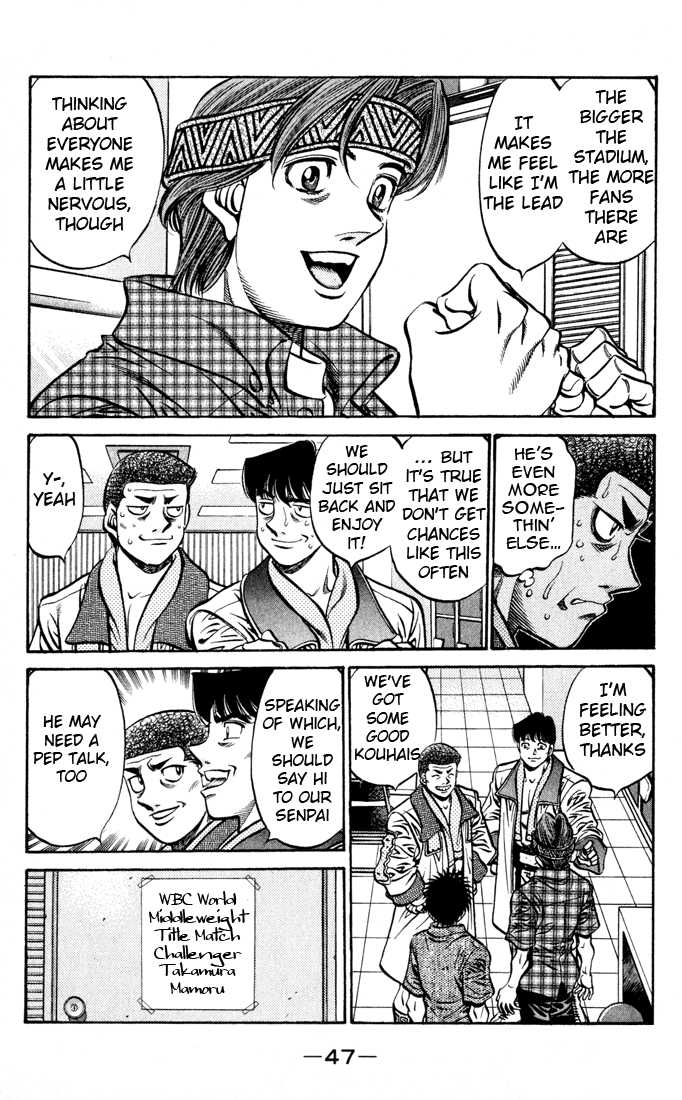 THE
BIGGER
THE
STADIUM,
THE MORE
FANS
THERE
ARE
IT
MAKES
ME FEEL
LIKE I'M
THE LEAD
THINKING
ABOUT
EVERYONE
MAKES ME
A LITTLE
NERVOUS,
THOUGH
HE'S
EVEN
MORE
SOME-
THIN'
ELSE...
... BUT
IT'S TRUE
THAT WE
DON'T GET
CHANCES
LIKE THIS
OFTEN
WE
SHOULD
JUST SIT
BACK AND
ENJOY
IT!
Y-,
YEAH
I'M
FEELING
BETTER,
THANKS
WE'VE
GOT
SOME
GOOD
KOUHAIS
SPEAKING
OF WHICH,
WE
SHOULD
SAY HI
TO OUR
SENPAI
HE MAY
NEED A
PEP TALK,
TOO
WBC World
Middleweight
Title Match
Challenger
Takamura
Mamoru
—47—